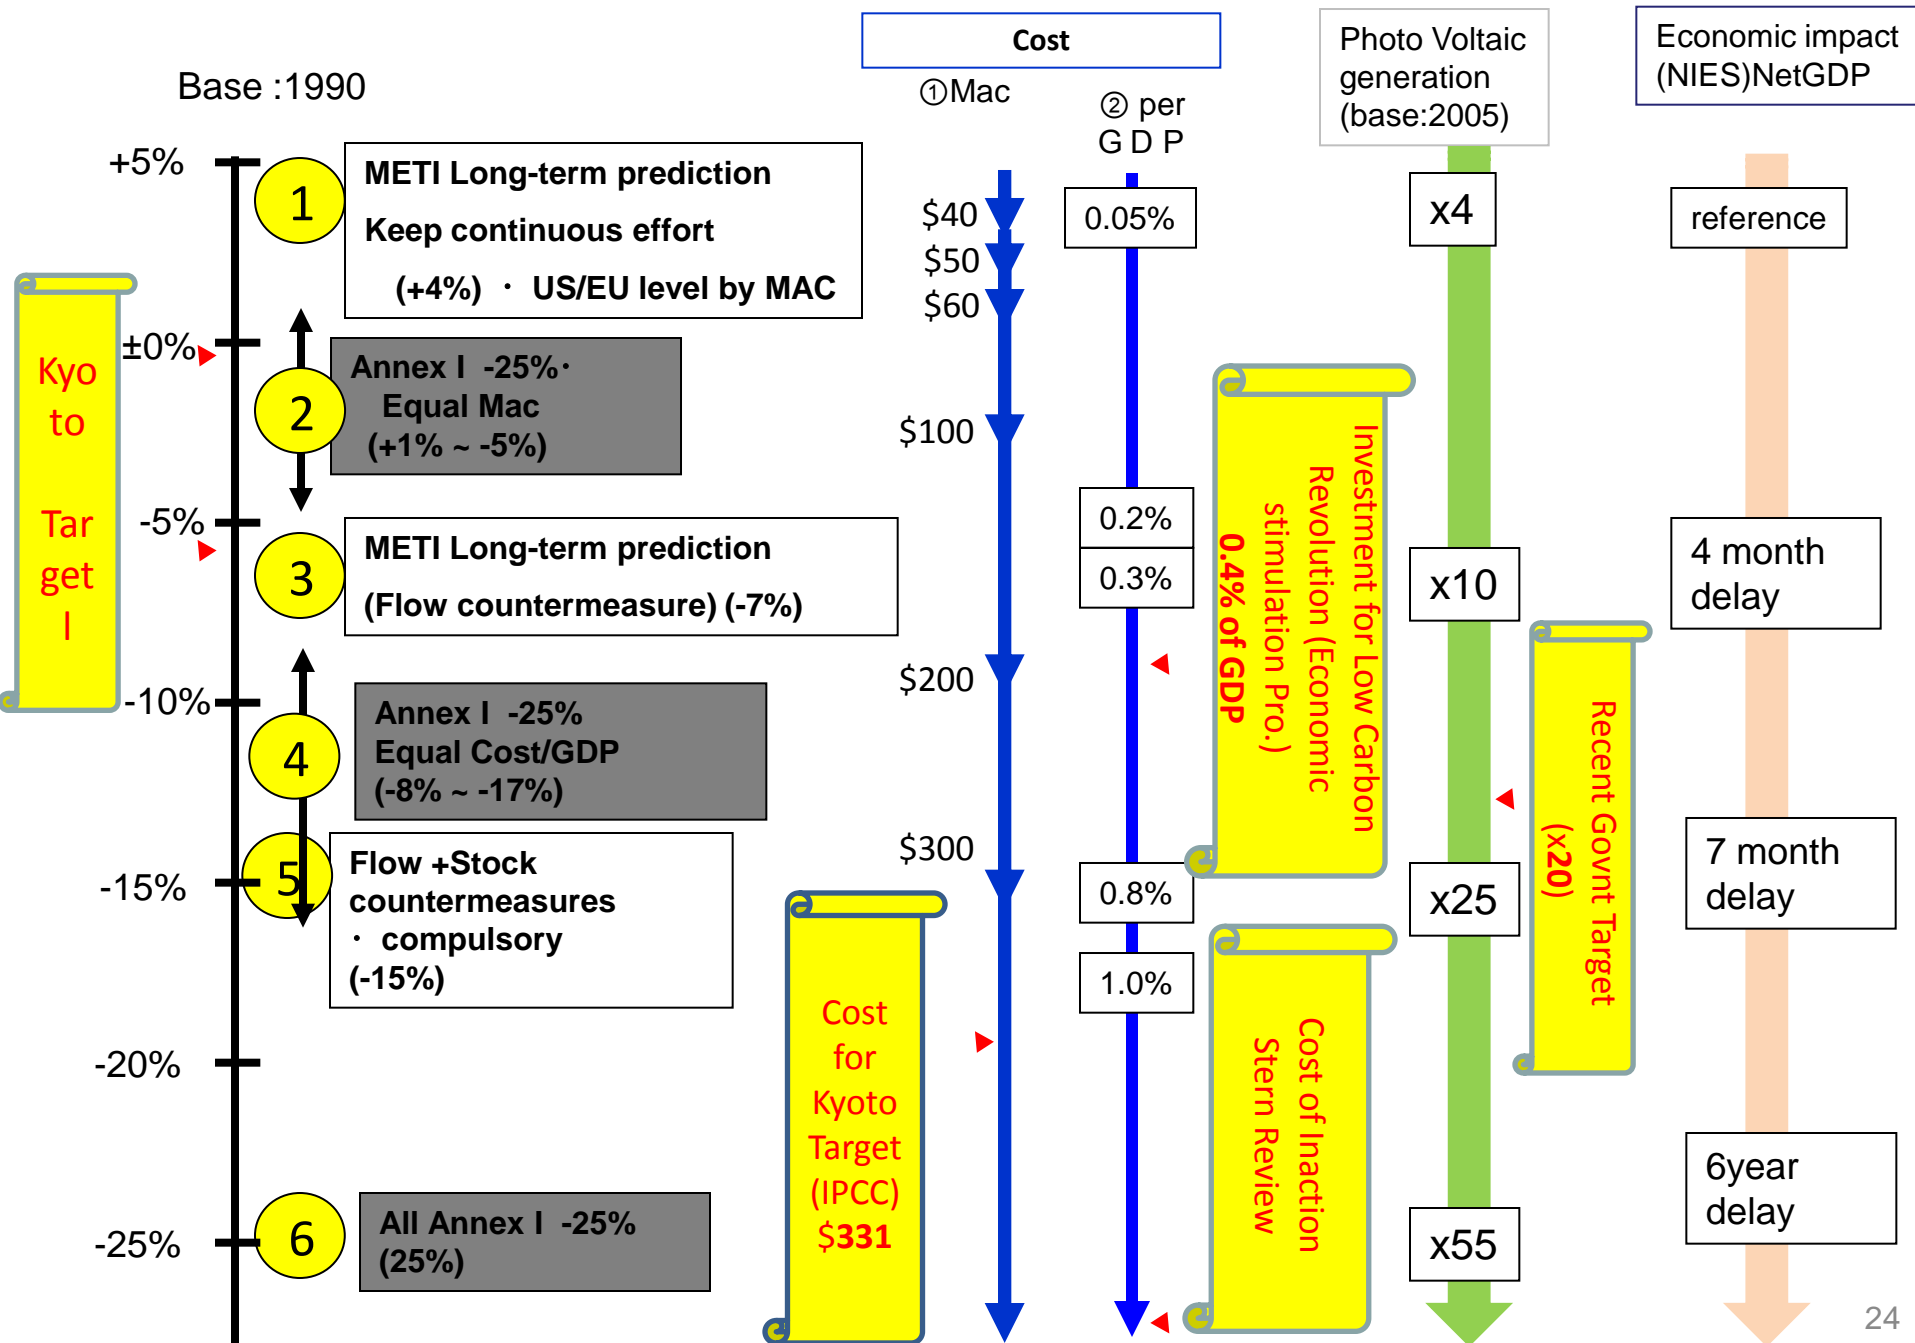 Base :1990
Cost
①Mac
② per
G D P
Photo Voltaic
generation
(base:2005)
Economic impact
(NIES)NetGDP
+5%
±0%
-5%
-10%
-15%
-20%
-25%
Kyo
to
Tar
get
I
1
METI Long-term prediction
Keep continuous effort
(+4%) ・ US/EU level by MAC
2
Annex I -25%・
Equal Mac
(+1% ~ -5%)
3
METI Long-term prediction
(Flow countermeasure) (-7%)
4
Annex I -25%
Equal Cost/GDP
(-8% ~ -17%)
5
Flow +Stock
countermeasures
・ compulsory
(-15%)
6
All Annex I -25%
(25%)
$40
$50
$60
$100
$200
$300
Cost
for
Kyoto
Target
(IPCC)
$331
0.05%
0.2%
0.3%
0.8%
1.0%
Investment for Low Carbon
Revolution (Economic
stimulation Pro.)
0.4% of GDP
Cost of Inaction
Stern Review
x4
x10
x25
x55
Recent Govnt Target
(x20)
reference
4 month
delay
7 month
delay
6year
delay
24